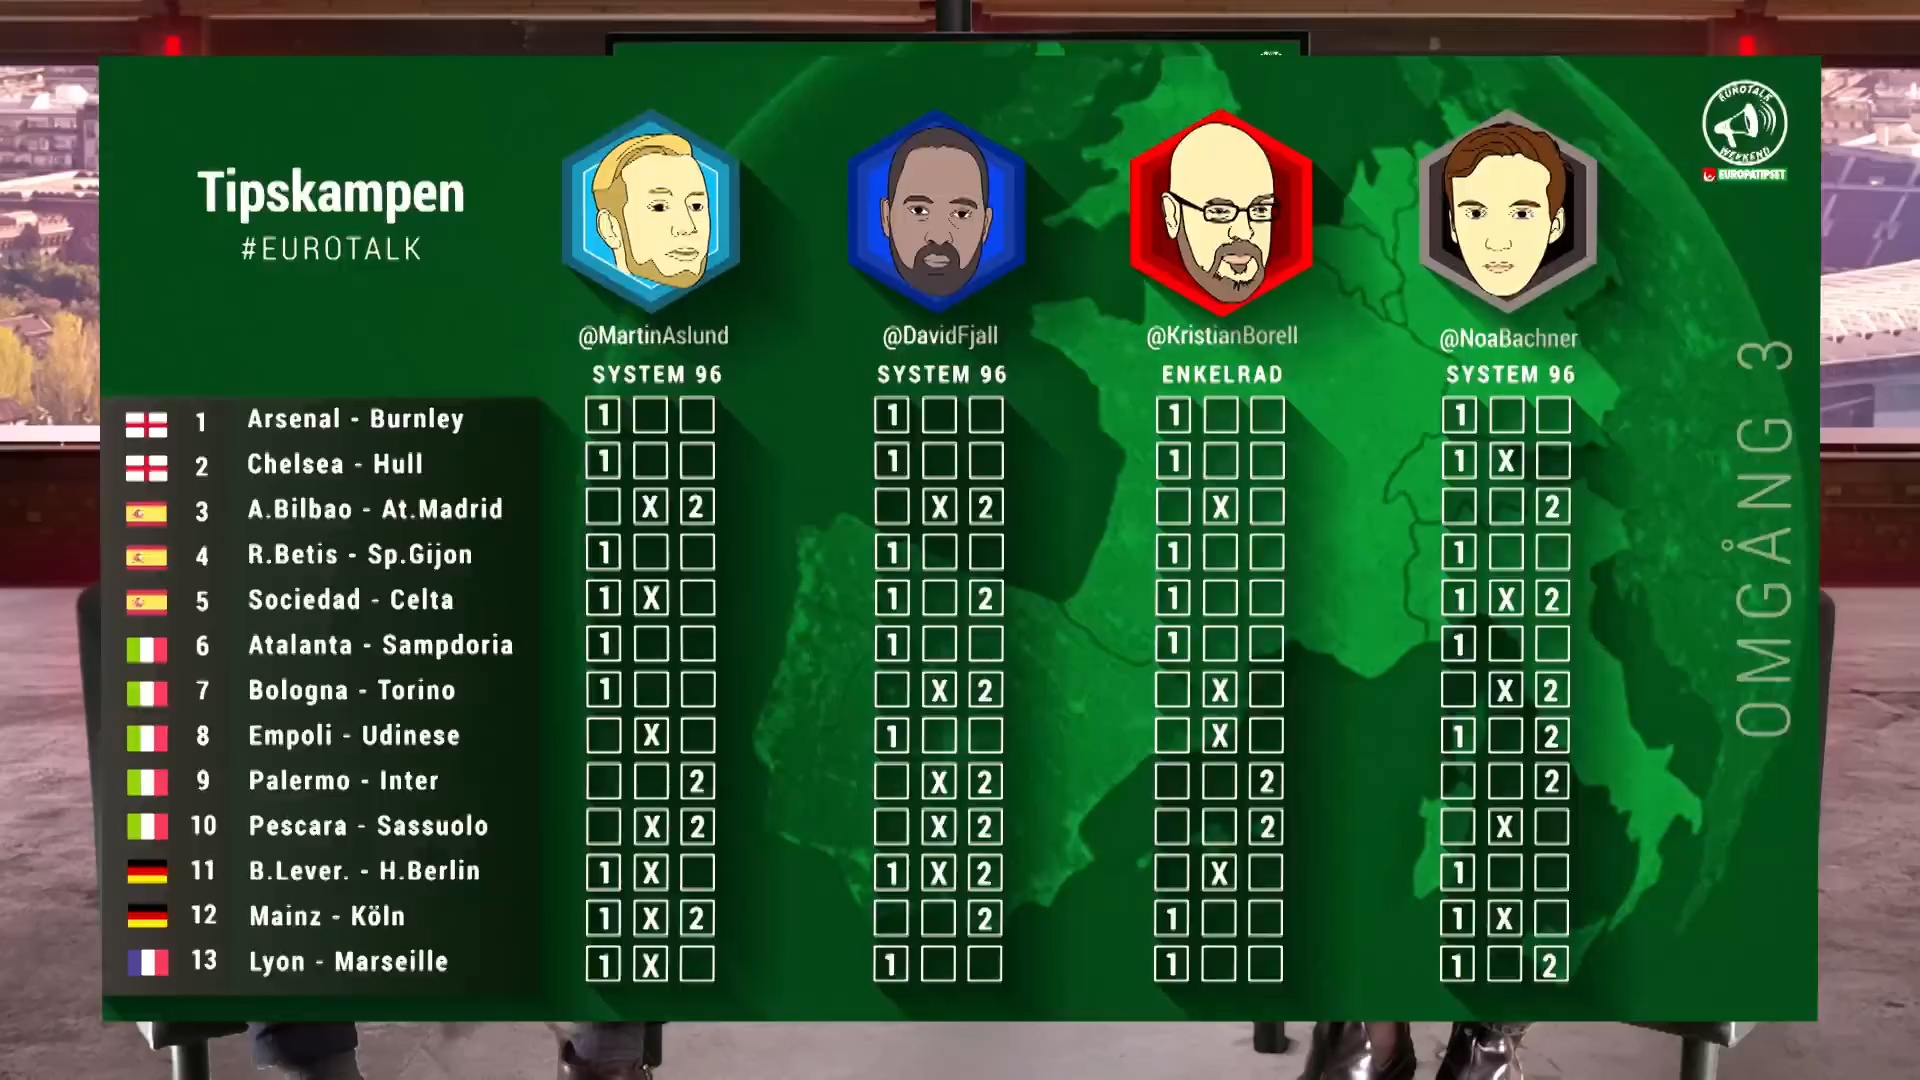 EUROTALK
WEEKEND
EUROPATIPSET
Tipskampen
#EUROTALK
@MartinAslund @DavidFjall @KristianBorell @NoaBachner
SYSTEM 96 SYSTEM 96 ENKELRAD SYSTEM 96
1 Arsenal - Burnley 1 1 1 1
2 Chelsea - Hull 1 1 1 1 X
3 A.Bilbao - At.Madrid X 2 X 2 X 2
4 R.Betis - Sp.Gijon 1 1 1 1
5 Sociedad - Celta 1 X 1 2 1 1 X 2
6 Atalanta - Sampdoria 1 1 1 1
7 Bologna - Torino 1 X 2 X X 2
8 Empoli - Udinese X 1 X 1 2
9 Palermo - Inter 2 X 2 2 2
10 Pescara - Sassuolo X 2 X 2 2 X
11 B.Lever. - H.Berlin 1 X 1 X 2 X 1
12 Mainz - Köln 1 X 2 2 1 1 X
13 Lyon - Marseille 1 X 1 1 1 2
OMGÅNG 3